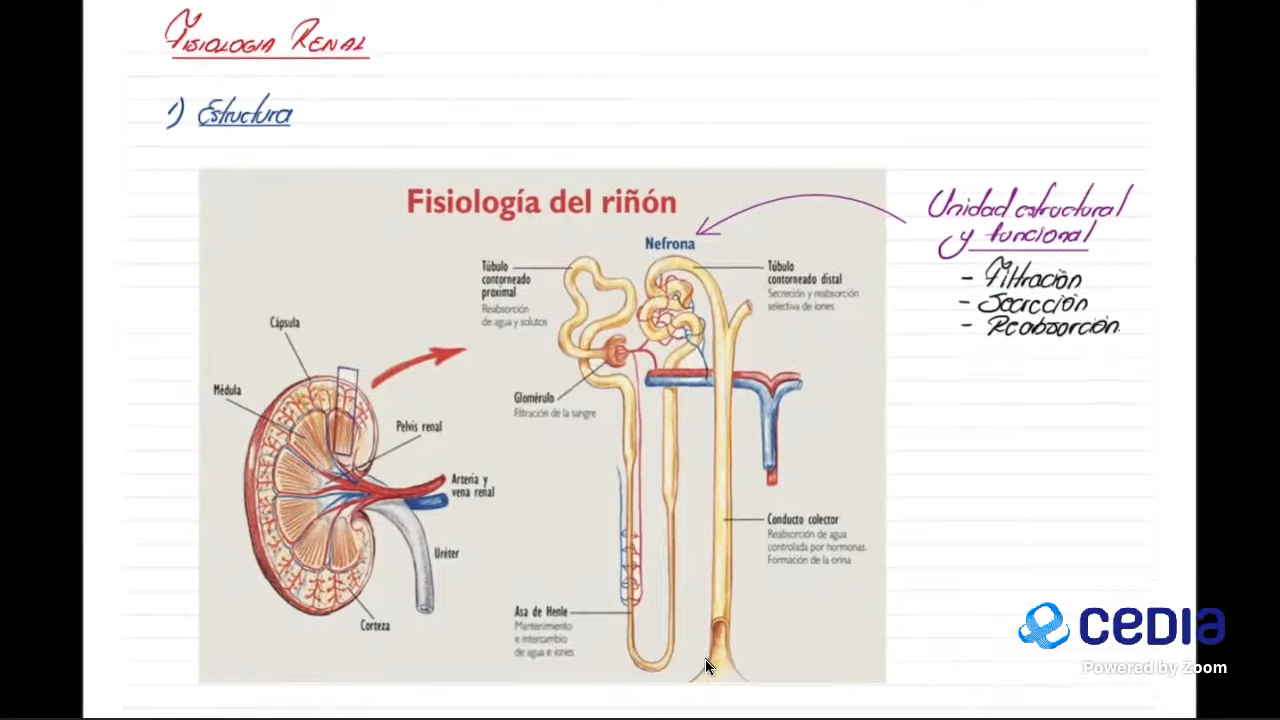 FISIOLOGIA RENAL
1) Estructura
Fisiología del riñón
Unidad estructural
y funcional
- Filtración
- Secreción
- Reabsorción
Nefrona
Túbulo
contorneado
proximal
Reabsorción
de agua y solutos
Túbulo
contorneado distal
Secreción y reabsorción
selectiva de iones
Cápsula
Médula
Pelvis renal
Glomérulo
Filtración de la sangre
Arteria y
vena renal
Uréter
Corteza
Conducto colector
Reabsorción de agua
controlada por hormonas.
Formación de la orina
Asa de Henle
Mantenimiento
e intercambio
de agua e iones
CEDIA
Powered by Zoom